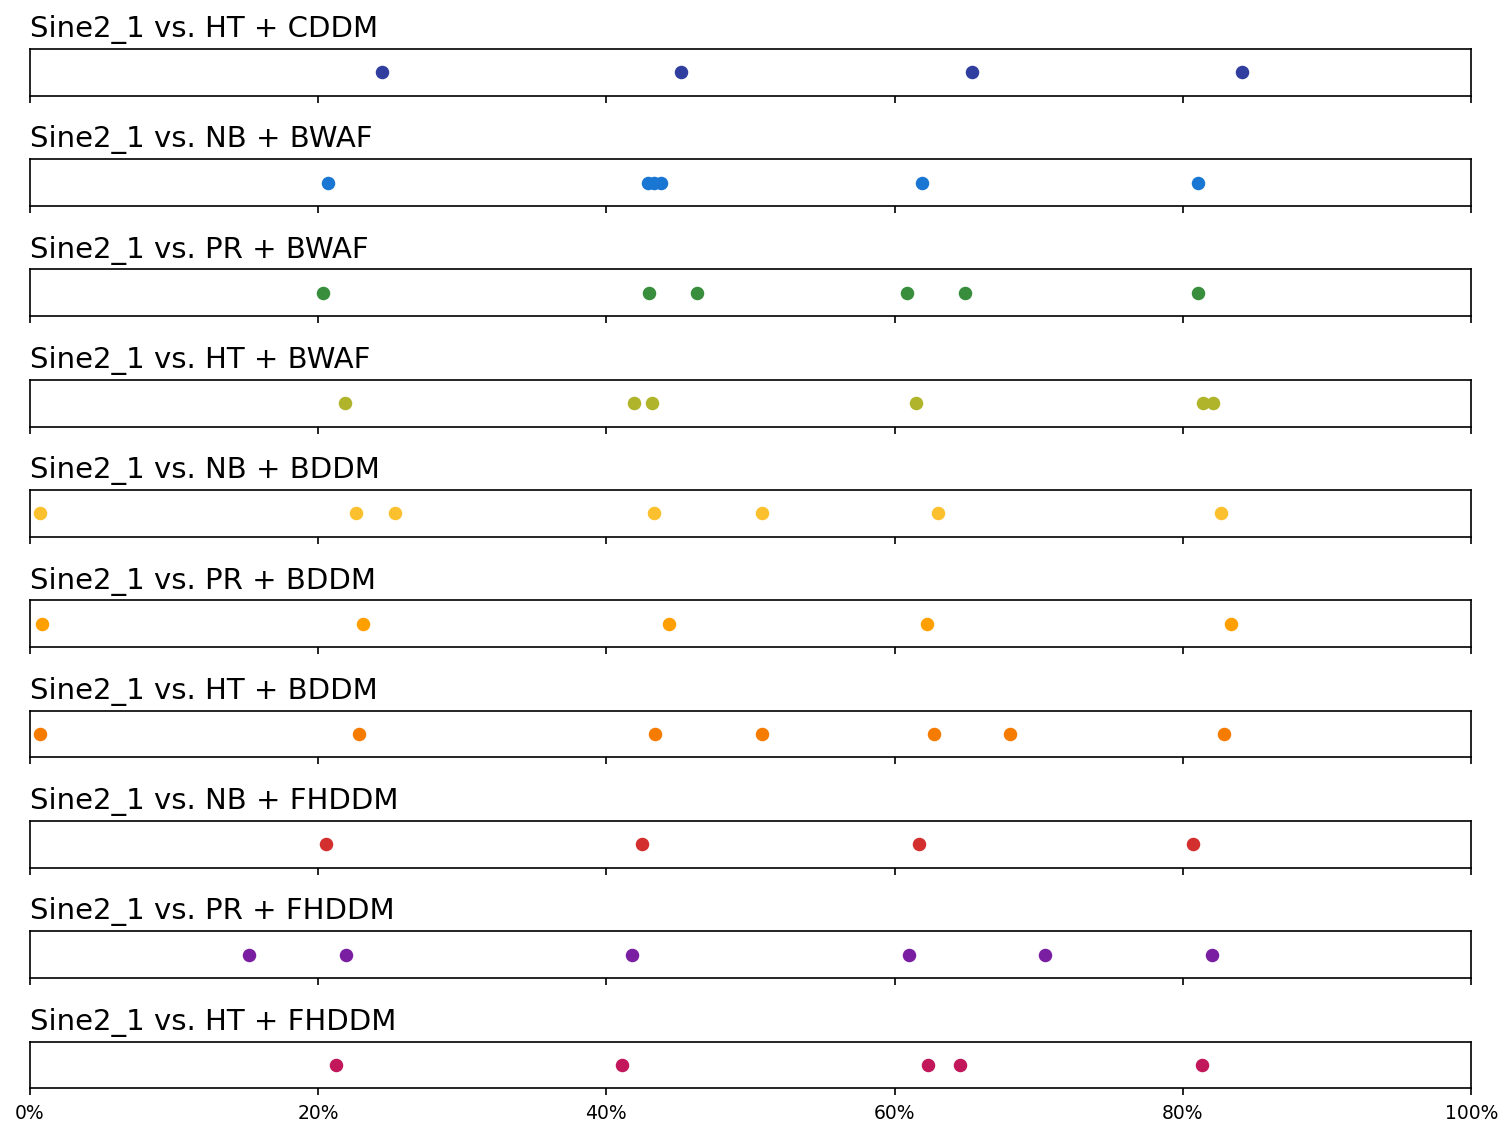 Sine2_1 vs. HT + CDDM
Sine2_1 vs. NB + BWAF
Sine2_1 vs. PR + BWAF
Sine2_1 vs. HT + BWAF
Sine2_1 vs. NB + BDDM
Sine2_1 vs. PR + BDDM
Sine2_1 vs. HT + BDDM
Sine2_1 vs. NB + FHDDM
Sine2_1 vs. PR + FHDDM
Sine2_1 vs. HT + FHDDM
0% 20% 40% 60% 80% 100%